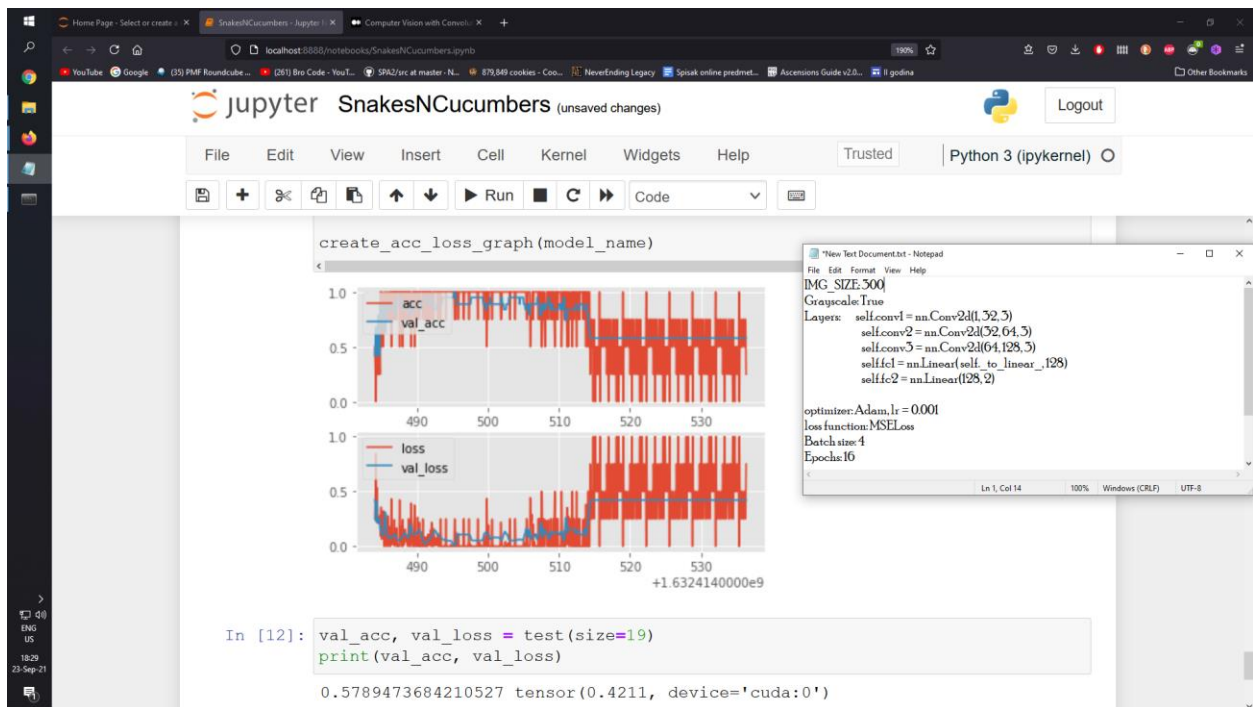 Home Page - Select or create a
SnakesNCucumbers - Jupyter N
Computer Vision with Convolu
localhost:8888/notebooks/SnakesNCucumbers.ipynb
190%
YouTube
Google
(35) PMF Roundcube ...
(261) Bro Code - YouT...
SPA2/src at master · N...
879,849 cookies - Coo...
NeverEnding Legacy
Spisak online predmet...
Ascensions Guide v2.0...
II godina
Other Bookmarks
jupyter SnakesNCucumbers (unsaved changes)
Logout
File Edit View Insert Cell Kernel Widgets Help
Trusted
Python 3 (ipykernel)
Run
Code
create_acc_loss_graph(model_name)
1.0
0.5
0.0
acc
val_acc
490 500 510 520 530
1.0
0.5
0.0
loss
val_loss
490 500 510 520 530
+1.6324140000e9
In [12]: val_acc, val_loss = test(size=19)
print(val_acc, val_loss)
0.5789473684210527 tensor(0.4211, device='cuda:0')
*New Text Document.txt - Notepad
File Edit Format View Help
IMG_SIZE: 300
Grayscale: True
Layers: self.conv1 = nn.Conv2d(1, 32, 3)
self.conv2 = nn.Conv2d(32, 64, 3)
self.conv3 = nn.Conv2d(64, 128, 3)
self.fc1 = nn.Linear(self._to_linear_, 128)
self.fc2 = nn.Linear(128, 2)
optimizer: Adam, lr = 0.001
loss function: MSELoss
Batch size: 4
Epochs: 16
Ln 1, Col 14
100%
Windows (CRLF)
UTF-8
ENG
US
18:29
23-Sep-21